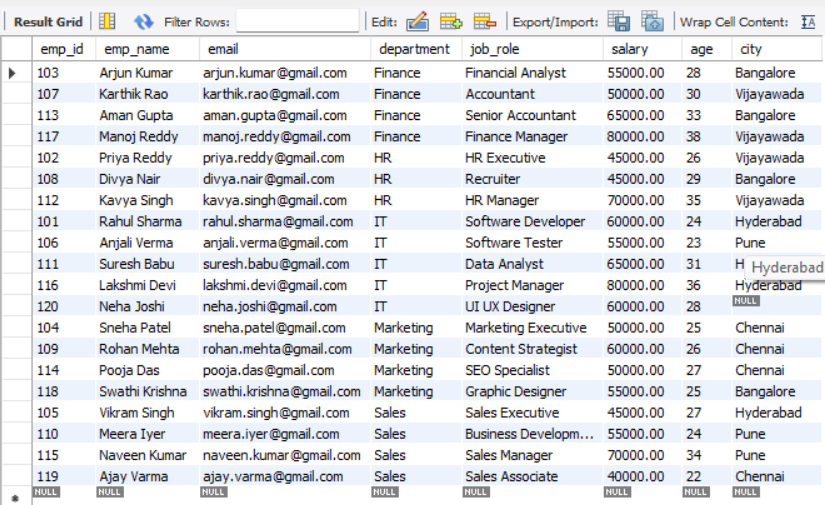 Result Grid Filter Rows: Edit: Export/Import: Wrap Cell Content: IA
emp_id emp_name email department job_role salary age city
103 Arjun Kumar arjun.kumar@gmail.com Finance Financial Analyst 55000.00 28 Bangalore
107 Karthik Rao karthik.rao@gmail.com Finance Accountant 50000.00 30 Vijayawada
113 Aman Gupta aman.gupta@gmail.com Finance Senior Accountant 65000.00 33 Bangalore
117 Manoj Reddy manoj.reddy@gmail.com Finance Finance Manager 80000.00 38 Vijayawada
102 Priya Reddy priya.reddy@gmail.com HR HR Executive 45000.00 26 Vijayawada
108 Divya Nair divya.nair@gmail.com HR Recruiter 45000.00 29 Bangalore
112 Kavya Singh kavya.singh@gmail.com HR HR Manager 70000.00 35 Vijayawada
101 Rahul Sharma rahul.sharma@gmail.com IT Software Developer 60000.00 24 Hyderabad
106 Anjali Verma anjali.verma@gmail.com IT Software Tester 55000.00 23 Pune
111 Suresh Babu suresh.babu@gmail.com IT Data Analyst 65000.00 31 H Hyderabad
116 Lakshmi Devi lakshmi.devi@gmail.com IT Project Manager 80000.00 36 Hyderabad
120 Neha Joshi neha.joshi@gmail.com IT UI UX Designer 60000.00 28 NULL
104 Sneha Patel sneha.patel@gmail.com Marketing Marketing Executive 50000.00 25 Chennai
109 Rohan Mehta rohan.mehta@gmail.com Marketing Content Strategist 60000.00 26 Chennai
114 Pooja Das pooja.das@gmail.com Marketing SEO Specialist 50000.00 27 Chennai
118 Swathi Krishna swathi.krishna@gmail.com Marketing Graphic Designer 55000.00 25 Bangalore
105 Vikram Singh vikram.singh@gmail.com Sales Sales Executive 45000.00 27 Hyderabad
110 Meera Iyer meera.iyer@gmail.com Sales Business Developm... 55000.00 24 Pune
115 Naveen Kumar naveen.kumar@gmail.com Sales Sales Manager 70000.00 34 Pune
119 Ajay Varma ajay.varma@gmail.com Sales Sales Associate 40000.00 22 Chennai
NULL NULL NULL NULL NULL NULL NULL NULL